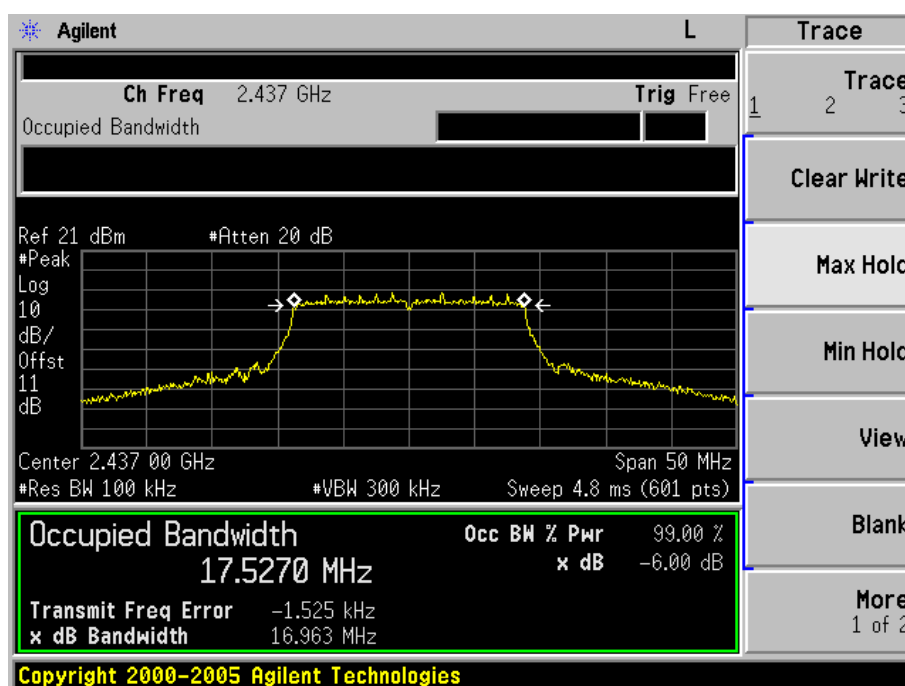 Agilent L Trace
Ch Freq 2.437 GHz Trig Free
Occupied Bandwidth
Trace
1 2 3
Clear Write
Max Hold
Min Hold
View
Blank
More
1 of 2
Ref 21 dBm #Atten 20 dB
#Peak
Log
10
dB/
Offst
11
dB
Center 2.437 00 GHz Span 50 MHz
#Res BW 100 kHz #VBW 300 kHz Sweep 4.8 ms (601 pts)
Occupied Bandwidth
17.5270 MHz
Occ BW % Pwr 99.00 %
x dB -6.00 dB
Transmit Freq Error -1.525 kHz
x dB Bandwidth 16.963 MHz
Copyright 2000-2005 Agilent Technologies